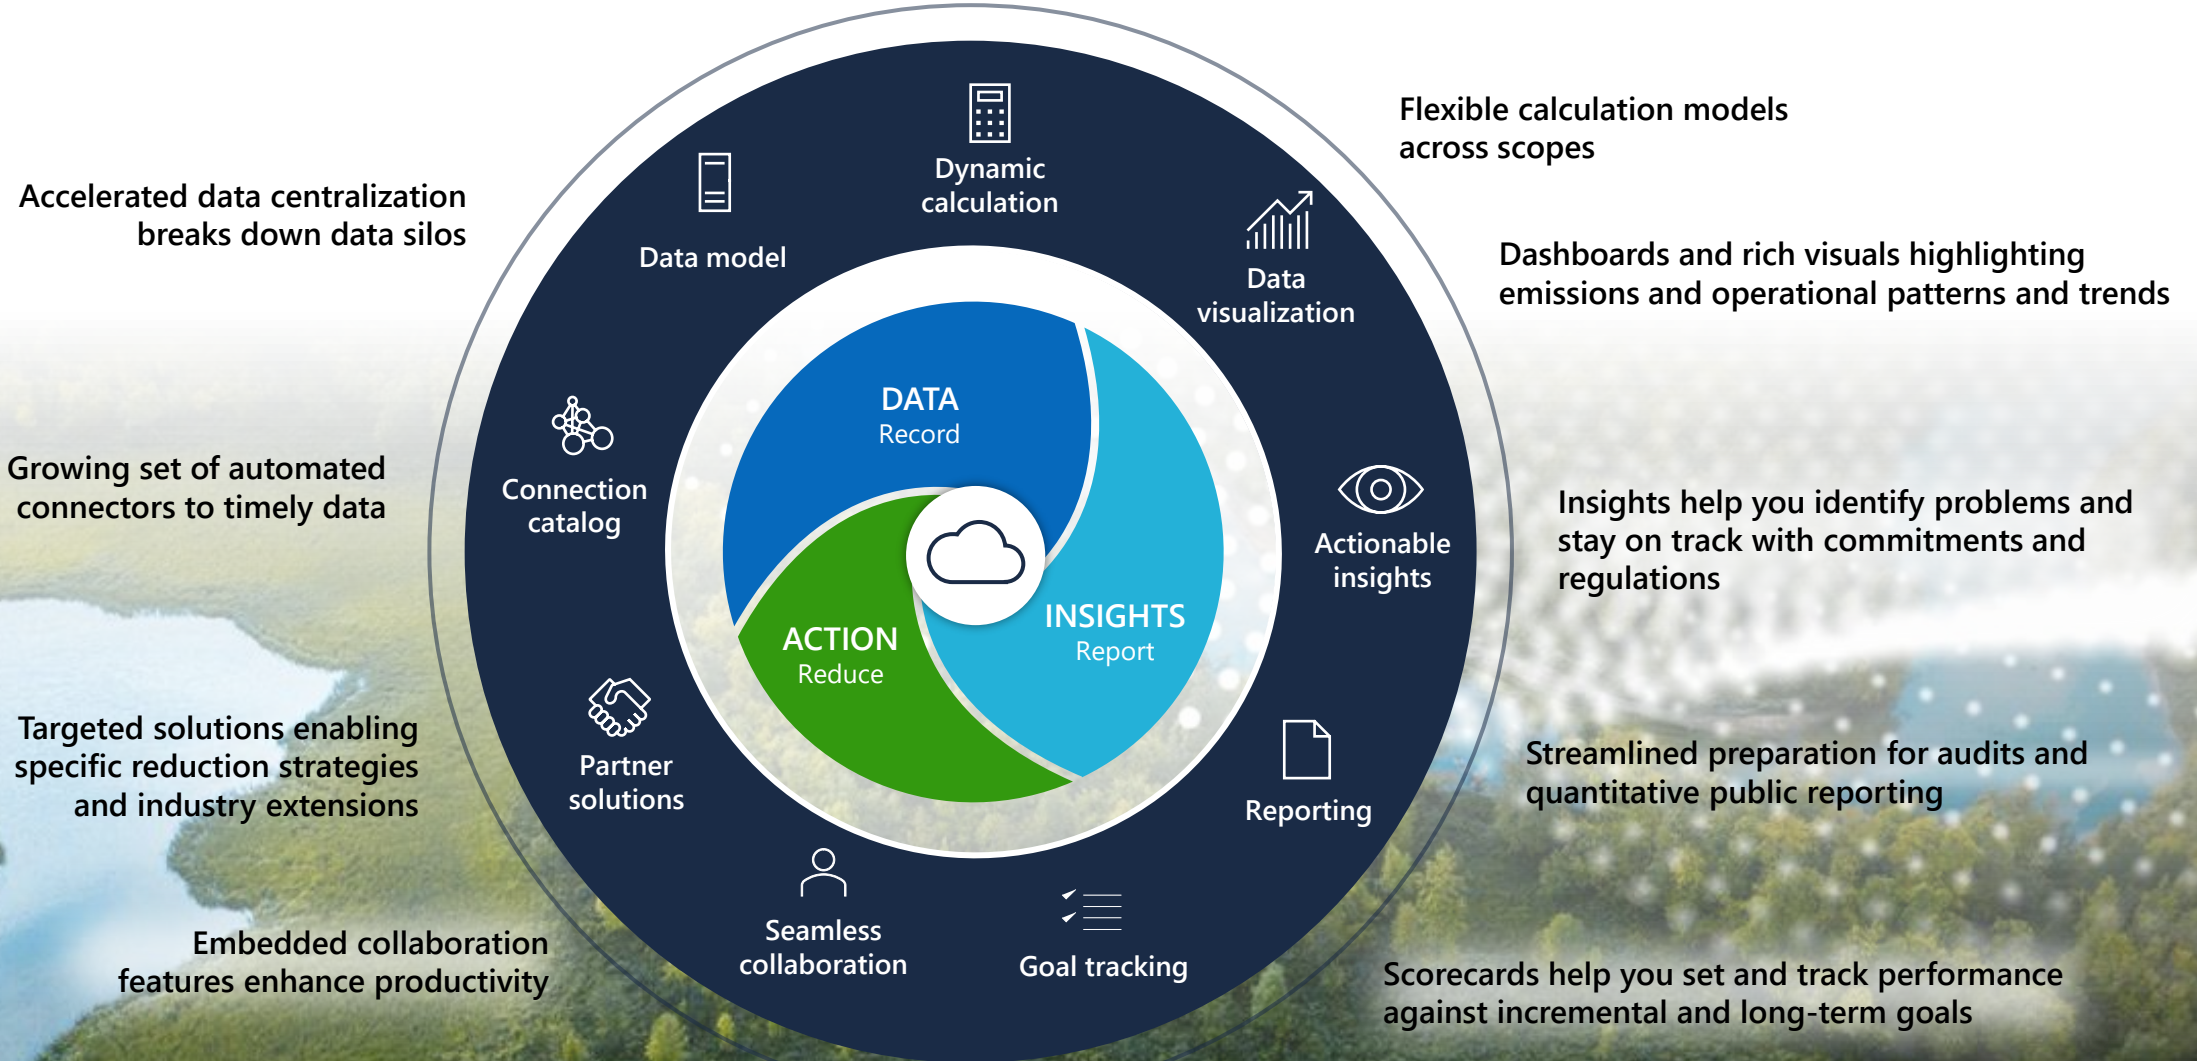 Accelerated data centralization
breaks down data silos
Growing set of automated
connectors to timely data
Targeted solutions enabling
specific reduction strategies
and industry extensions
Embedded collaboration
features enhance productivity
Dynamic
calculation
Data model
Data
visualization
Connection
catalog
Actionable
insights
Partner
solutions
Reporting
Seamless
collaboration
Goal tracking
DATA
Record
INSIGHTS
Report
ACTION
Reduce
Flexible calculation models
across scopes
Dashboards and rich visuals highlighting
emissions and operational patterns and trends
Insights help you identify problems and
stay on track with commitments and
regulations
Streamlined preparation for audits and
quantitative public reporting
Scorecards help you set and track performance
against incremental and long-term goals